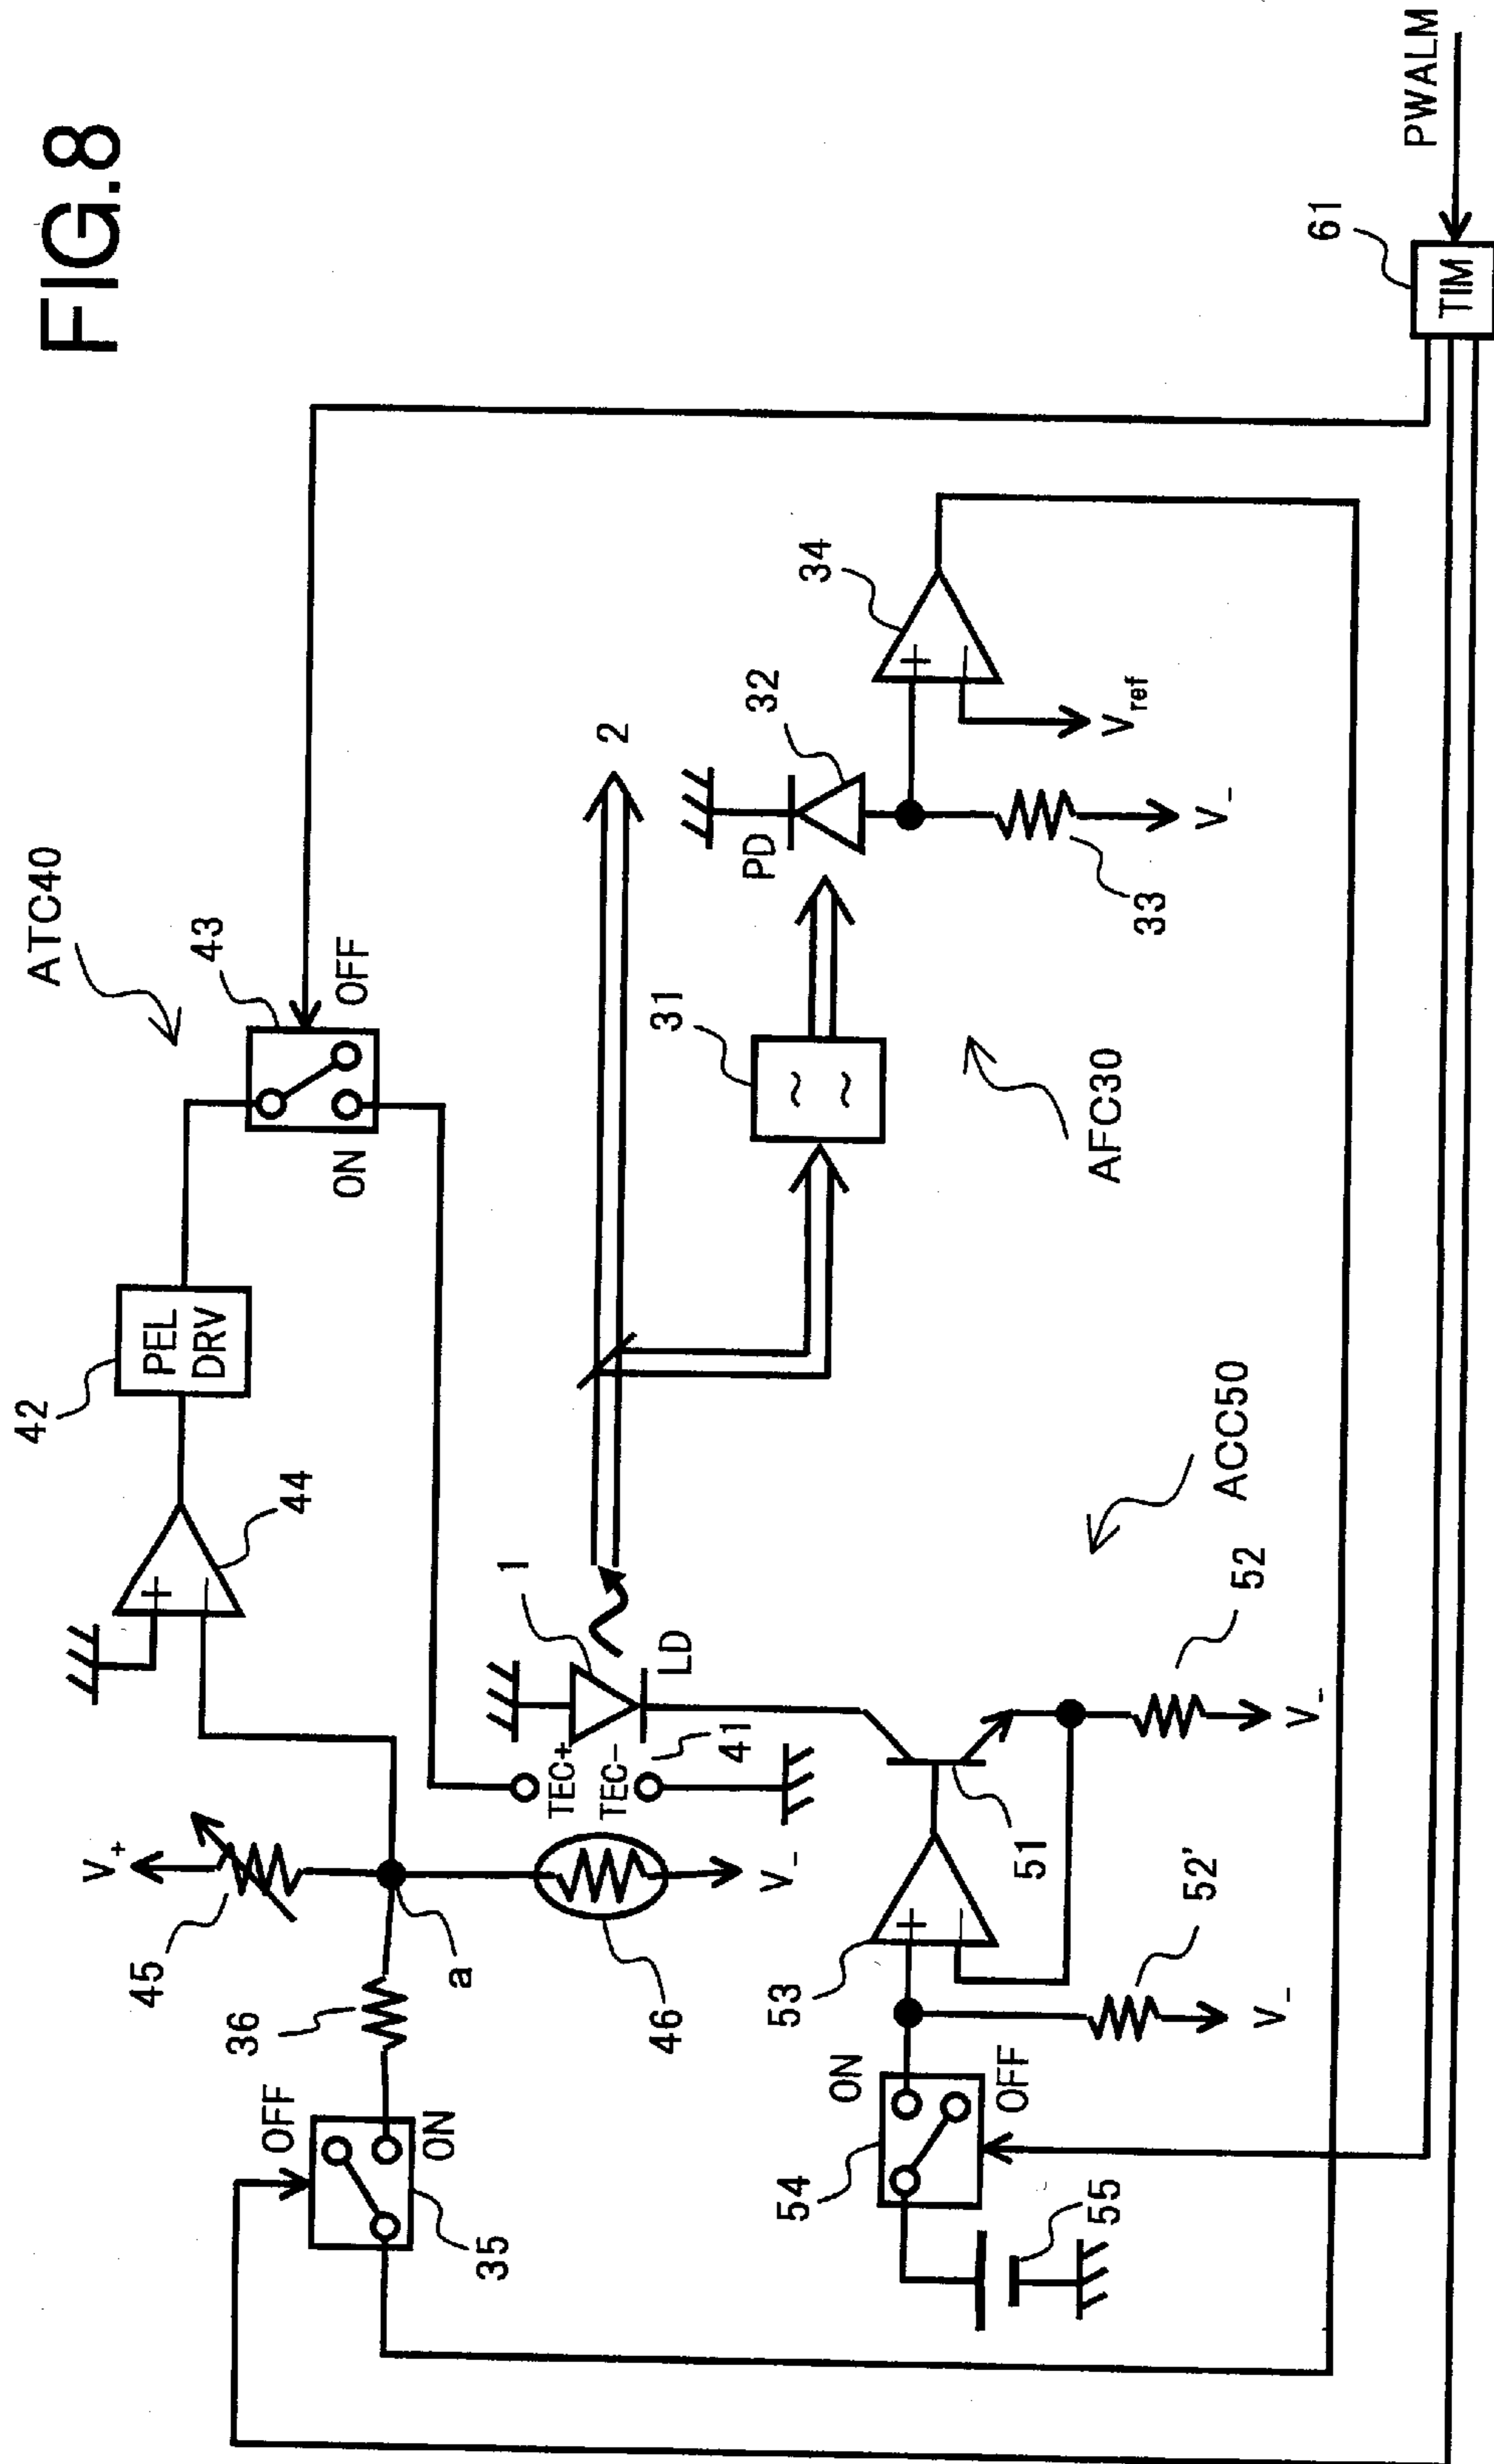 FIG.8
ATC40
42
PEL
DRV
43
OFF
ON
44
V+
45
36
a
46
V-
OFF
ON
35
TEC+
TEC-
41
1
LD
2
31
PD
32
33
V-
34
Vref
AFC30
ACC50
51
52
V-
53
52'
V-
ON
OFF
54
55
61
TIM
PWALM